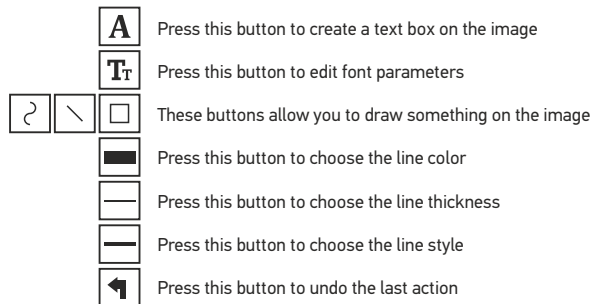 A Press this button to create a text box on the image
TT Press this button to edit font parameters
These buttons allow you to draw something on the image
Press this button to choose the line color
Press this button to choose the line thickness
Press this button to choose the line style
Press this button to undo the last action